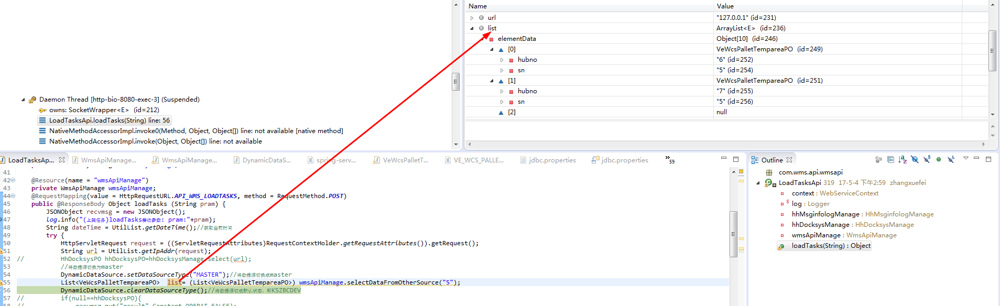 Name Value
url "127.0.0.1" (id=231)
list ArrayList<E> (id=236)
elementData Object[10] (id=246)
[0] VeWcsPalletTempareaPO (id=249)
hubno "6" (id=252)
sn "5" (id=254)
[1] VeWcsPalletTempareaPO (id=251)
hubno "7" (id=255)
sn "5" (id=256)
[2] null
Daemon Thread [http-bio-8080-exec-3] (Suspended)
owns: SocketWrapper<E> (id=212)
LoadTasksApi.loadTasks(String) line: 56
NativeMethodAccessorImpl.invoke0(Method, Object, Object[]) line: not available [native method]
NativeMethodAccessorImpl.invoke(Object, Object[]) line: not available
LoadTasksAp... WmsApiManage... WmsApiManage... DynamicDataS... spring-serv... VeWcsPalletT... VE_WCS_PALLE... jdbc.properties jdbc.properties »59
41
42 @Resource(name = "wmsApiManage")
43 private WmsApiManage wmsApiManage;
44 @RequestMapping(value = HttpRequestURL.API_WMS_LOADTASKS, method = RequestMethod.POST)
45 public @ResponseBody Object loadTasks (String pram) {
46 JSONObject recvmsg = new JSONObject();
47 log.info("(上架任务)loadTasks接收参数: pram:"+pram);
48 String dateTime = UtilList.getDateTime();//获取当前时间
49 try {
50 HttpServletRequest request = ((ServletRequestAttributes)RequestContextHolder.getRequestAttributes()).getRequest();
51 String url = UtilList.getIpAddr(request);
52 // HhDocksysPO hhDocksysPO=hhDocksysManage.select(url);
53 //将数据源切换为master
54 DynamicDataSource.setDataSourceType("MASTER");//将数据源切换成master
55 List<VeWcsPalletTempareaPO> list= (List<VeWcsPalletTempareaPO>) wmsApiManage.selectDataFromOtherSource("5");
56 DynamicDataSource.clearDataSourceType();//将数据源切成默认状态，即KSZBCDEV
57 // if(null==hhDocksysPO){
58 // recvmsg.put("result",Constant.OPERAT_FALSE);
Outline
com.wms.api.wmsapi
LoadTasksApi 319 17-5-4 下午2:59 zhangxuefei
context : WebServiceContext
S log : Logger
hhMsginfologManage : HhMsginfologManage
hhDocksysManage : HhDocksysManage
wmsApiManage : WmsApiManage
loadTasks(String) : Object